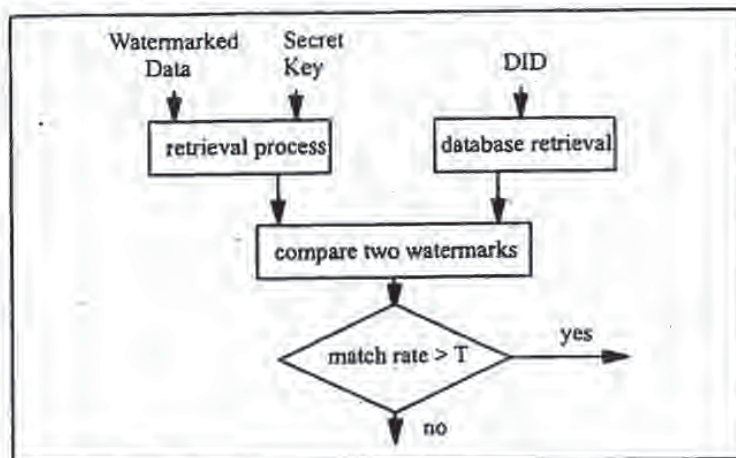 Watermarked
Data
Secret
Key
DID
retrieval process
database retrieval
compare two watermarks
match rate > T
yes
no